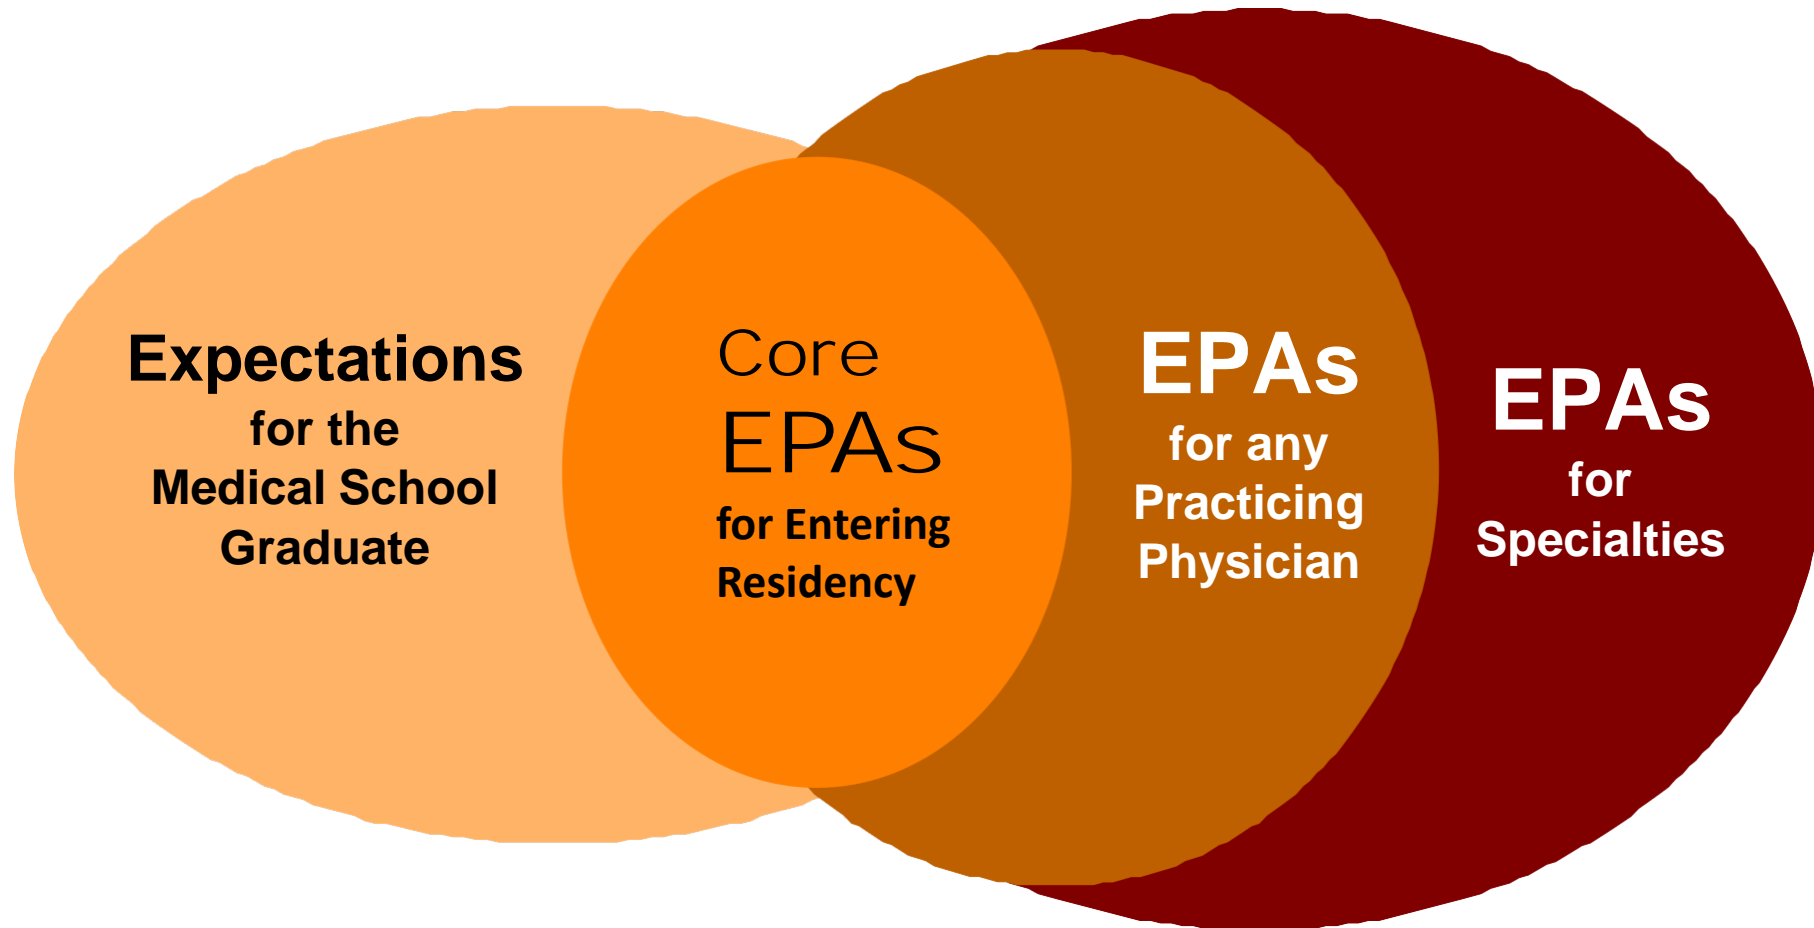 Expectations
for the
Medical School
Graduate
Core
EPAs
for Entering
Residency
EPAs
for any
Practicing
Physician
EPAs
for
Specialties